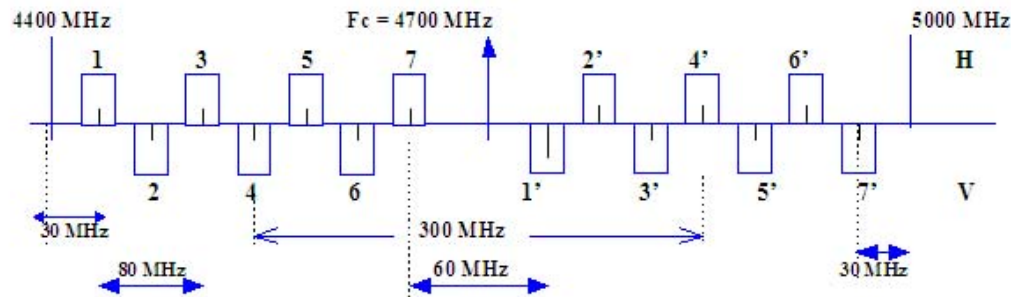 4400 MHz Fc = 4700 MHz 5000 MHz
1 3 5 7 2’ 4’ 6’ H
2 4 6 1’ 3’ 5’ 7’ V
30 MHz 300 MHz
80 MHz 60 MHz 30 MHz